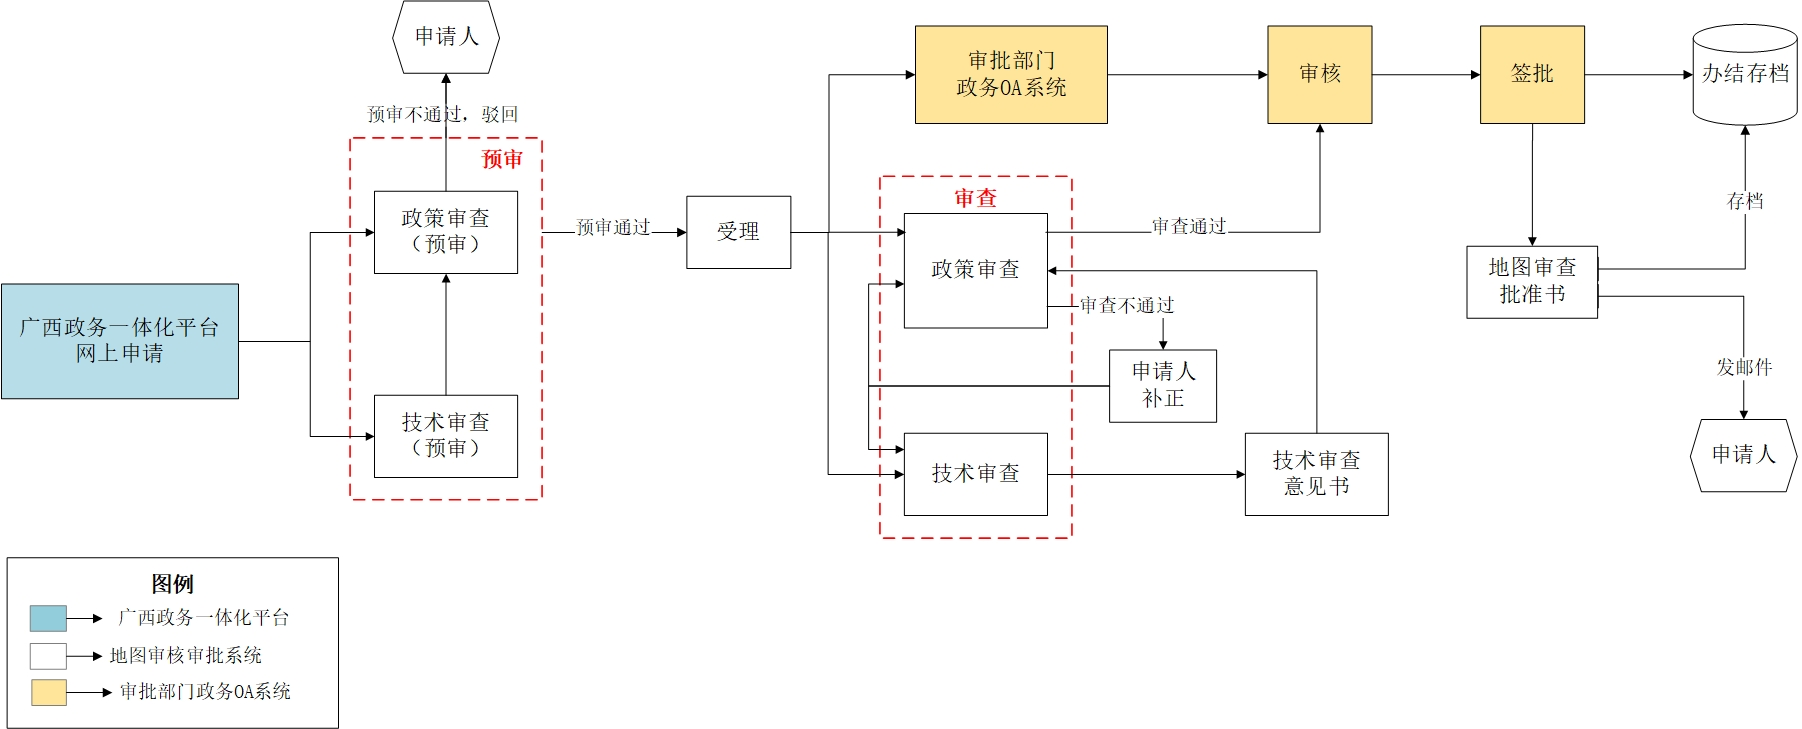 申请人
预审不通过，驳回
预审
政策审查
（预审）
技术审查
（预审）
广西政务一体化平台
网上申请
预审通过
受理
审批部门
政务OA系统
审核
签批
办结存档
审查
政策审查
审查通过
审查不通过
申请人
补正
技术审查
技术审查
意见书
地图审查
批准书
存档
发邮件
申请人
图例
广西政务一体化平台
地图审核审批系统
审批部门政务OA系统